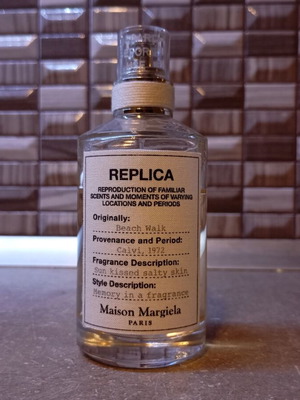 REPLICA
REPRODUCTION OF FAMILIAR
SCENTS AND MOMENTS OF VARYING
LOCATIONS AND PERIODS
Originally:
Beach Walk
Provenance and Period:
Calvi, 1972
Fragrance Description:
Sun kissed salty skin
Style Description:
Memory in a fragrance
Maison Margiela
PARIS